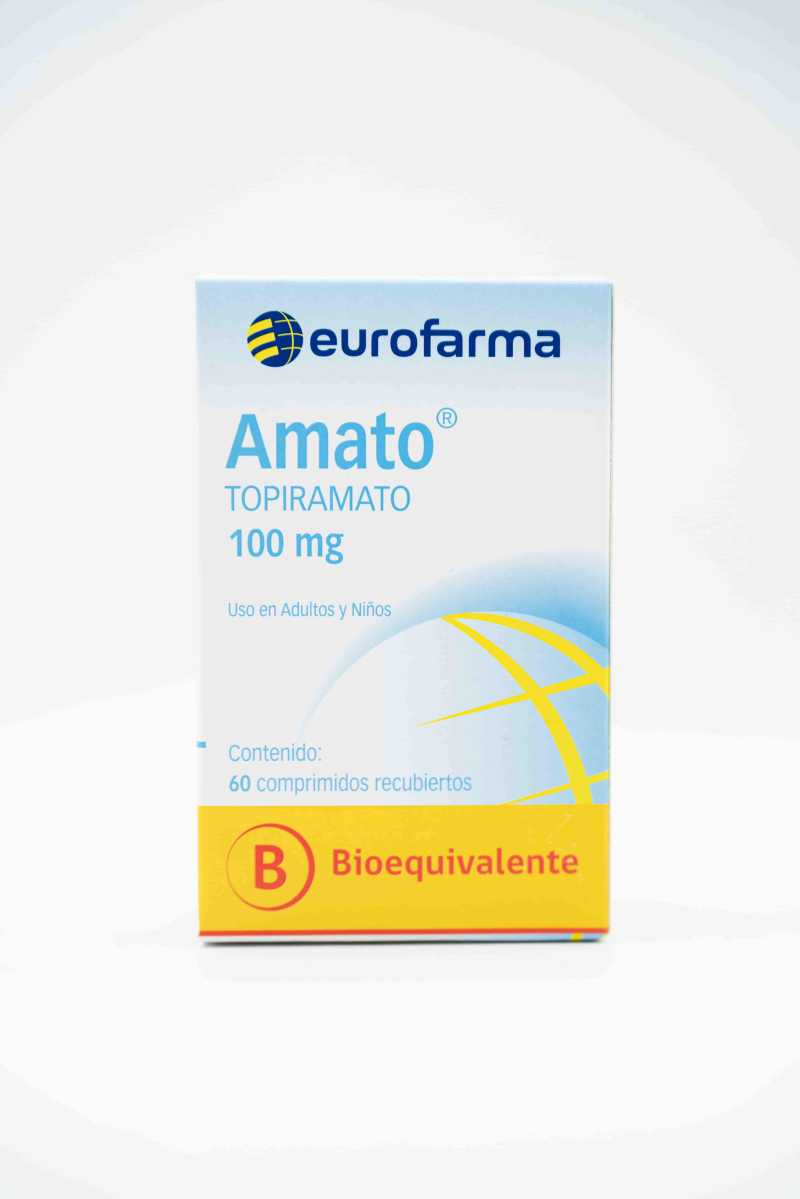 eurofarma
Amato®
TOPIRAMATO
100 mg
Uso en Adultos y Niños
Contenido:
60 comprimidos recubiertos
B Bioequivalente